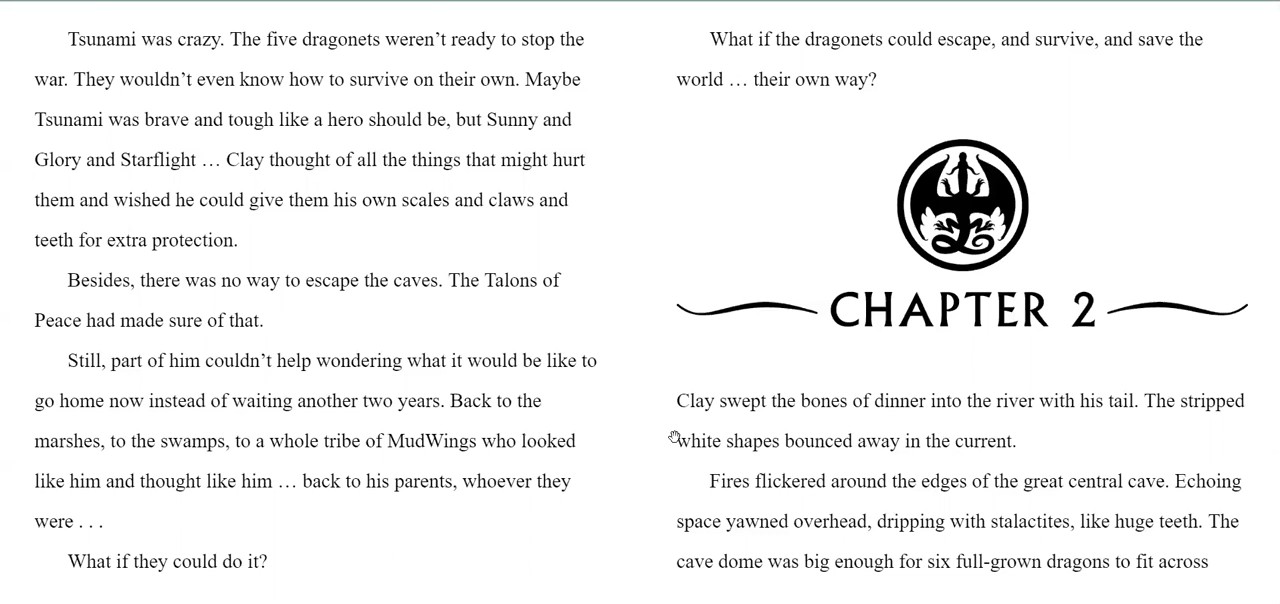 Tsunami was crazy. The five dragonets weren’t ready to stop the
war. They wouldn’t even know how to survive on their own. Maybe
Tsunami was brave and tough like a hero should be, but Sunny and
Glory and Starflight … Clay thought of all the things that might hurt
them and wished he could give them his own scales and claws and
teeth for extra protection.
Besides, there was no way to escape the caves. The Talons of
Peace had made sure of that.
Still, part of him couldn’t help wondering what it would be like to
go home now instead of waiting another two years. Back to the
marshes, to the swamps, to a whole tribe of MudWings who looked
like him and thought like him … back to his parents, whoever they
were . . .
What if they could do it?
What if the dragonets could escape, and survive, and save the
world … their own way?
CHAPTER 2
Clay swept the bones of dinner into the river with his tail. The stripped
white shapes bounced away in the current.
Fires flickered around the edges of the great central cave. Echoing
space yawned overhead, dripping with stalactites, like huge teeth. The
cave dome was big enough for six full-grown dragons to fit across